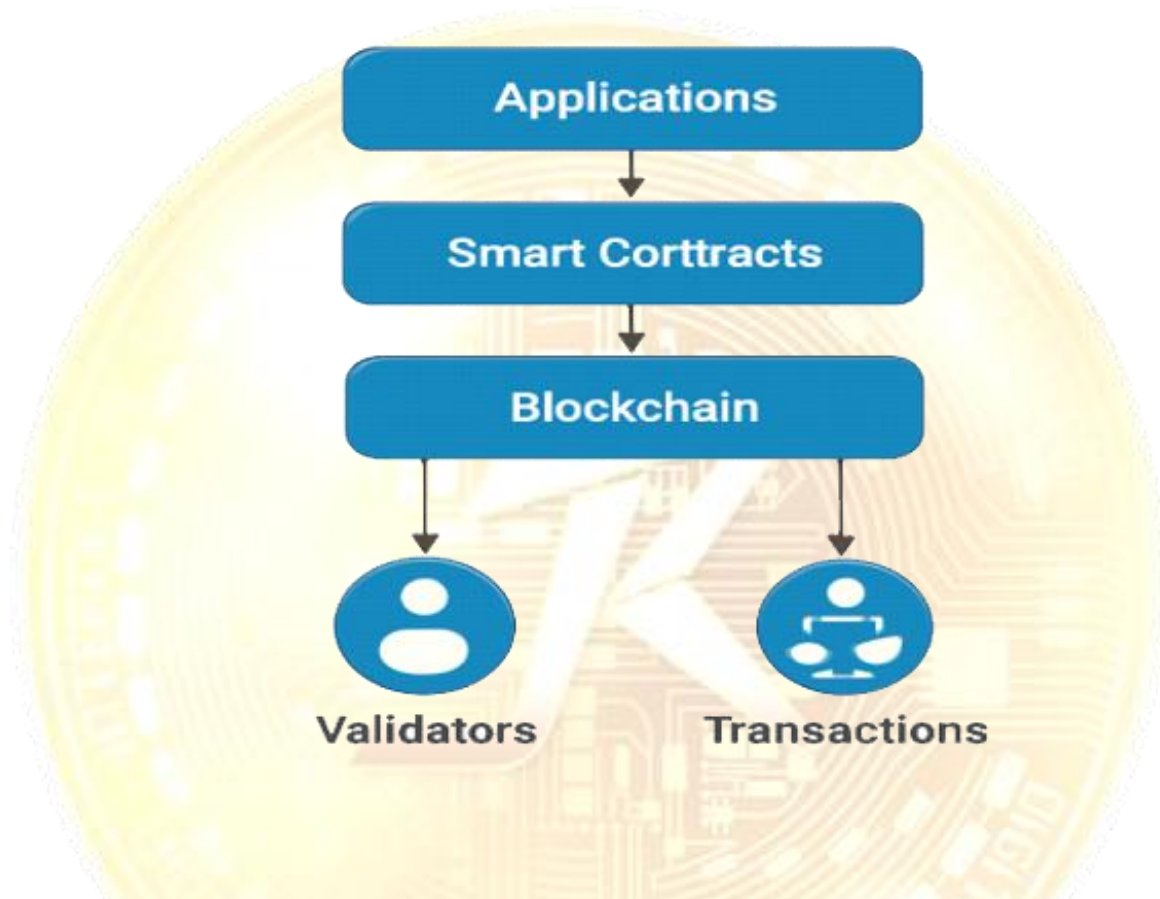 Applications
Smart Corttracts
Blockchain
Validators
Transactions